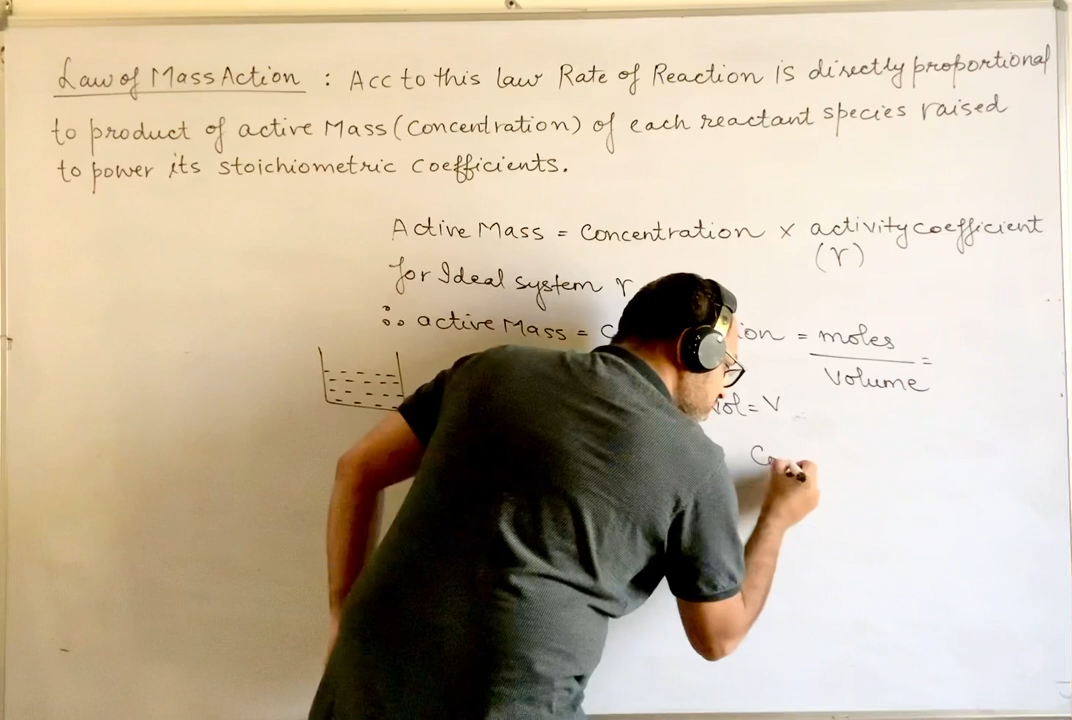 Law of Mass Action : Acc to this law Rate of Reaction is directly proportional
to product of active Mass (Concentration) of each reactant species raised
to power its stoichiometric coefficients.
Active Mass = Concentration × activity coefficient
(γ)
for Ideal system γ
∴ active Mass = C ion = moles / Volume =
Vol = V
Co